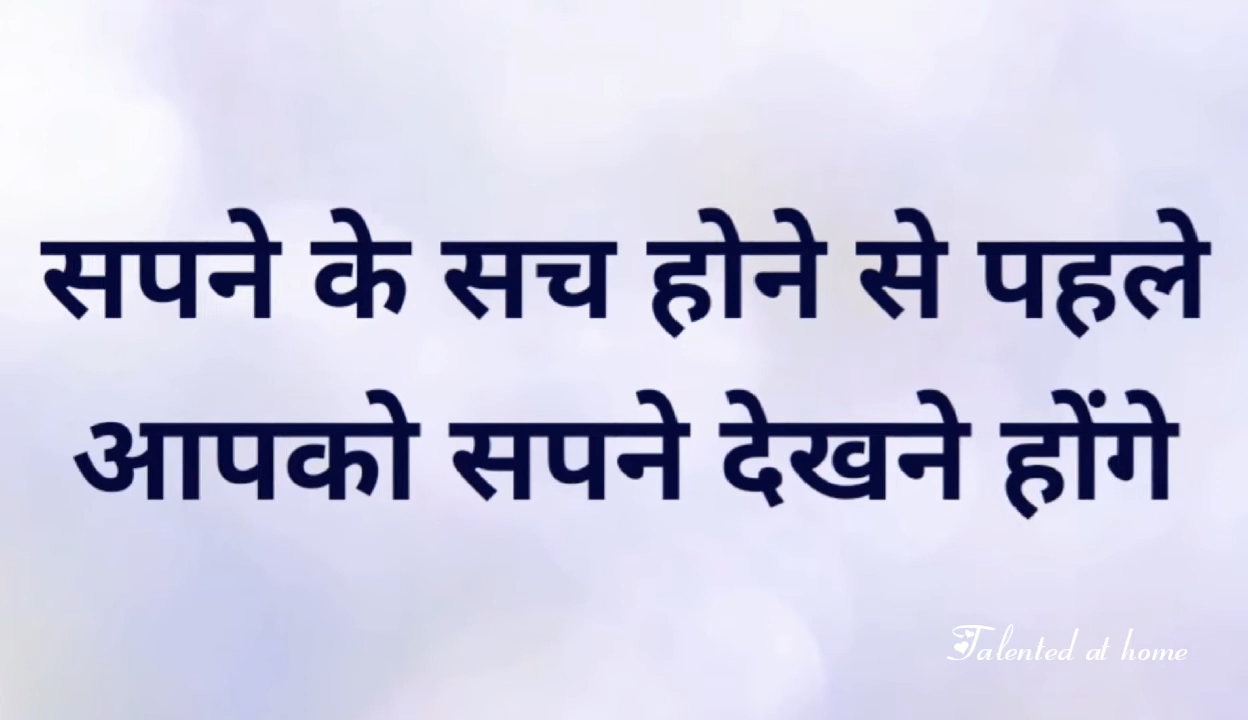 सपने के सच होने से पहले
आपको सपने देखने होंगे
Talented at home